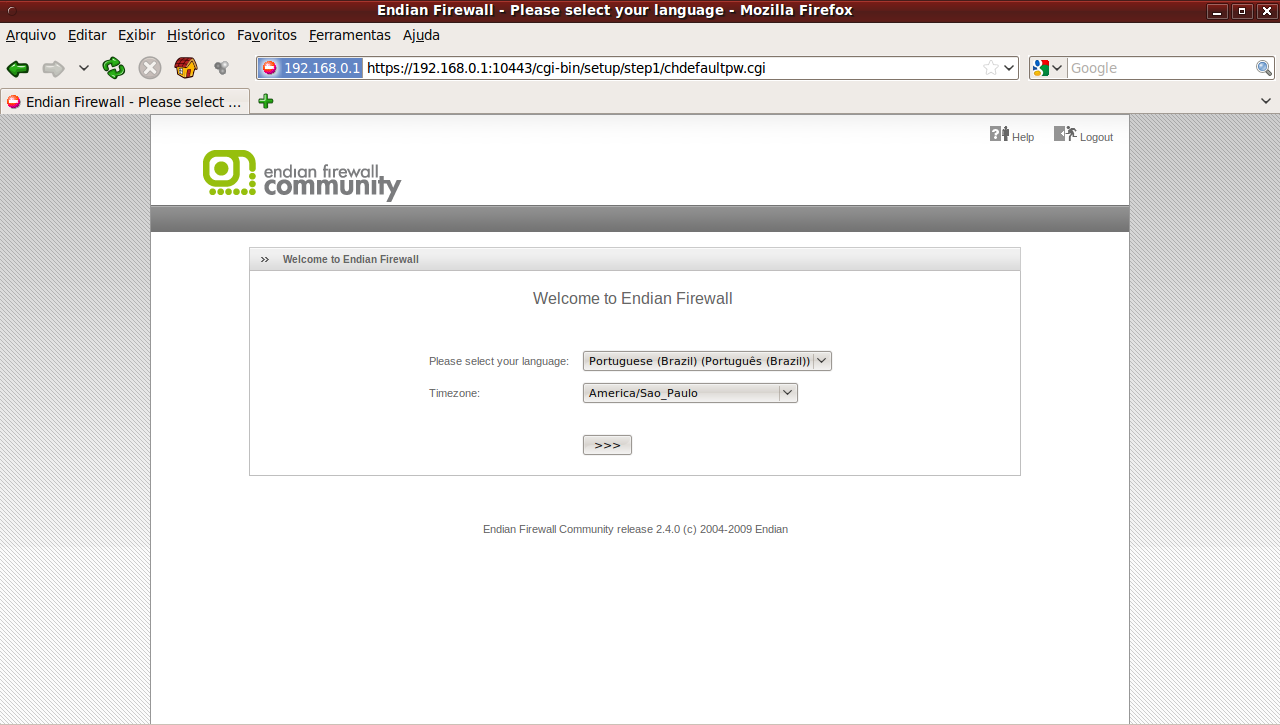 Endian Firewall - Please select your language - Mozilla Firefox
Arquivo Editar Exibir Histórico Favoritos Ferramentas Ajuda
192.168.0.1 https://192.168.0.1:10443/cgi-bin/setup/step1/chdefaultpw.cgi Google
Endian Firewall - Please select ...
Help Logout
endian firewall
community
Welcome to Endian Firewall
Welcome to Endian Firewall
Please select your language: Portuguese (Brazil) (Português (Brazil))
Timezone: America/Sao_Paulo
>>>
Endian Firewall Community release 2.4.0 (c) 2004-2009 Endian